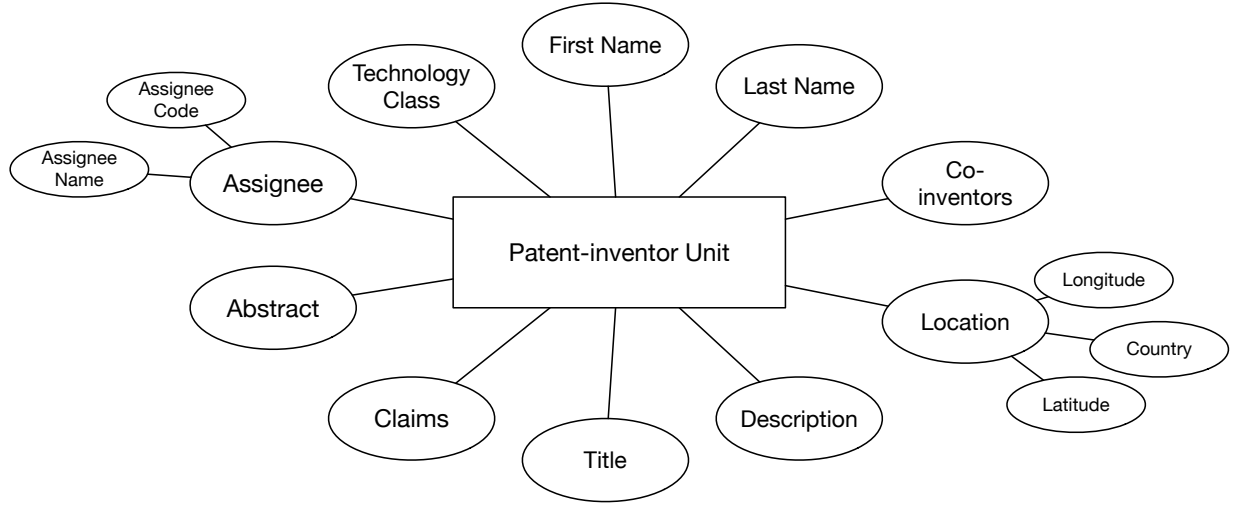 First Name
Technology
Class
Last Name
Assignee
Code
Assignee
Name
Assignee
Co-
inventors
Patent-inventor Unit
Abstract
Location
Longitude
Country
Latitude
Claims
Title
Description